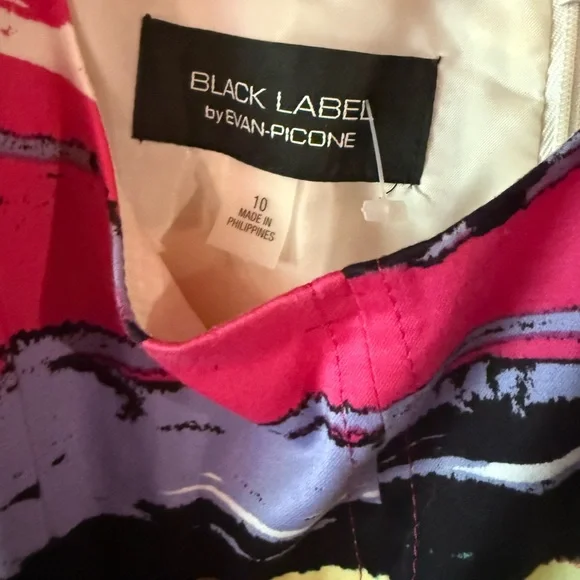 BLACK LABEL
by EVAN-PICONE
10
MADE IN
PHILIPPINES